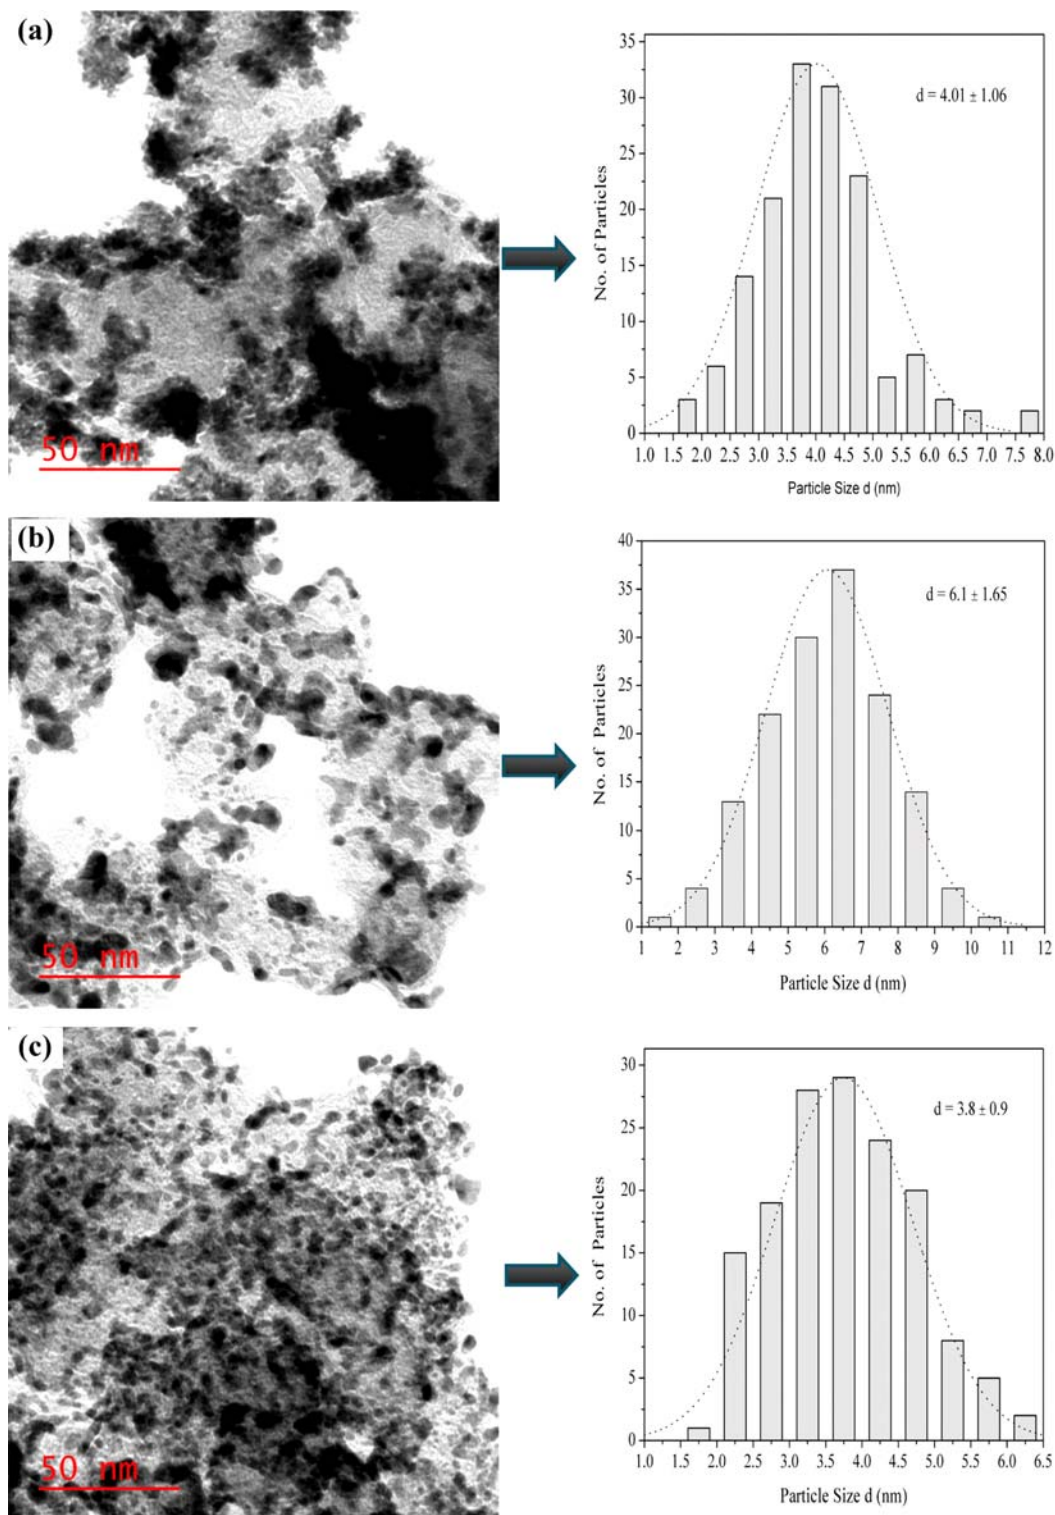 (a)
50 nm
No. of Particles
35
30
25
20
15
10
5
0
d = 4.01 ± 1.06
1.0 1.5 2.0 2.5 3.0 3.5 4.0 4.5 5.0 5.5 6.0 6.5 7.0 7.5 8.0
Particle Size d (nm)
(b)
50 nm
No. of Particles
40
35
30
25
20
15
10
5
0
d = 6.1 ± 1.65
1 2 3 4 5 6 7 8 9 10 11 12
Particle Size d (nm)
(c)
50 nm
No. of Particles
30
25
20
15
10
5
0
d = 3.8 ± 0.9
1.0 1.5 2.0 2.5 3.0 3.5 4.0 4.5 5.0 5.5 6.0 6.5
Particle Size d (nm)